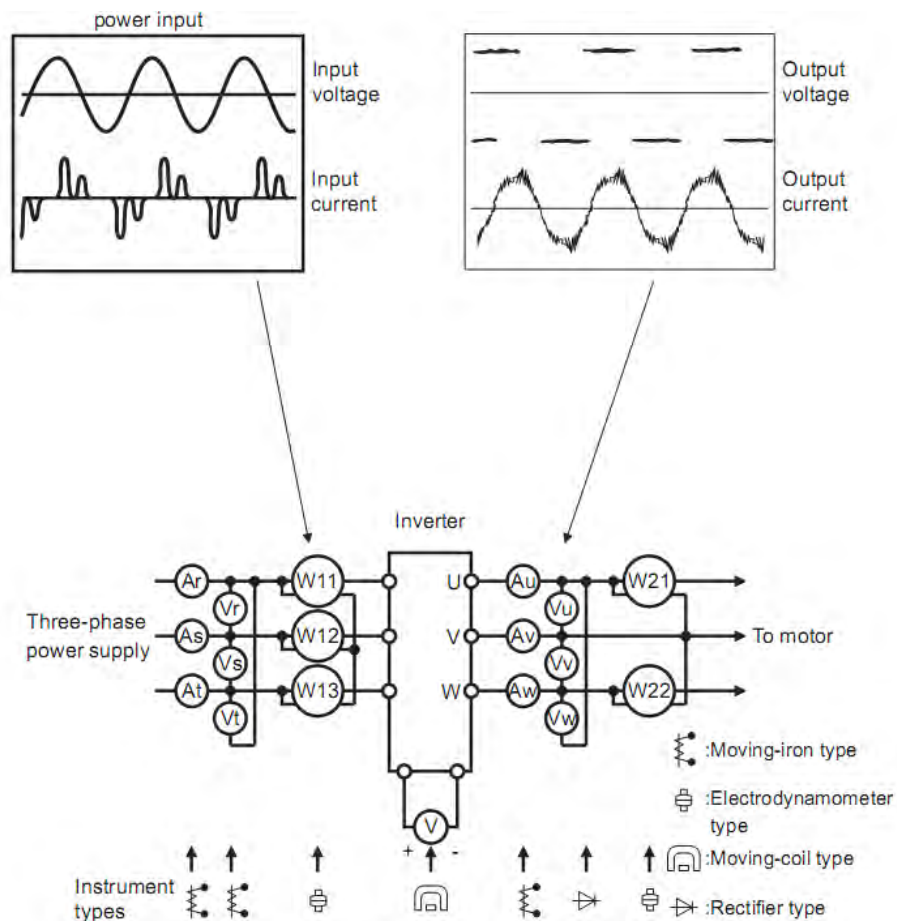 power input
Input
voltage
Input
current
Output
voltage
Output
current
Inverter
Ar
W11
U
Au
W21
Vr
Vu
Three-phase
power supply
As
W12
V
Av
To motor
Vs
Vv
At
W13
W
Aw
W22
Vt
Vw
:Moving-iron type
:Electrodynamometer
type
V
+ -
:Moving-coil type
Instrument
types
:Rectifier type